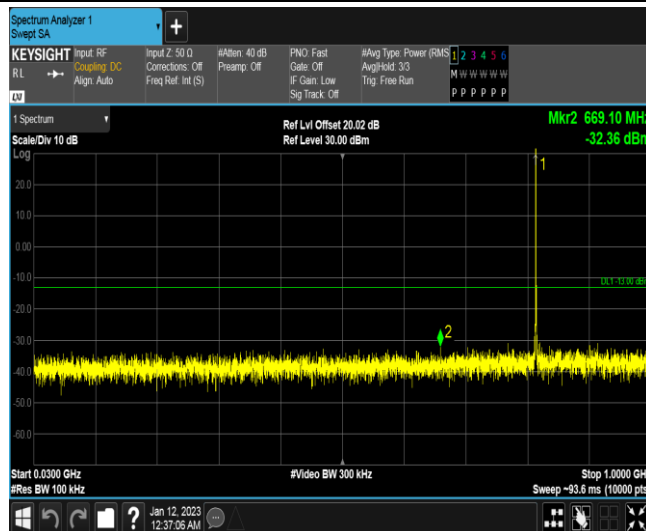 Spectrum Analyzer 1
Swept SA
KEYSIGHT
RL
LXI
Input: RF
Coupling: DC
Align: Auto
Input Z: 50 Ω
Corrections: Off
Freq Ref: Int (S)
#Atten: 40 dB
Preamp: Off
PNO: Fast
Gate: Off
IF Gain: Low
Sig Track: Off
#Avg Type: Power (RMS
Avg|Hold: 3/3
Trig: Free Run
1 2 3 4 5 6
M W W W W W
P P P P P P
1 Spectrum
Scale/Div 10 dB
Log
Ref Lvl Offset 20.02 dB
Ref Level 30.00 dBm
Mkr2 669.10 MHz
-32.36 dBm
1
20.0
10.0
0.00
-10.0
DL1 -13.00 dBm
-20.0
2
-30.0
-40.0
-50.0
-60.0
Start 0.0300 GHz
#Res BW 100 kHz
#Video BW 300 kHz
Stop 1.0000 GH
Sweep ~93.6 ms (10000 pts
?
Jan 12, 2023
12:37:06 AM